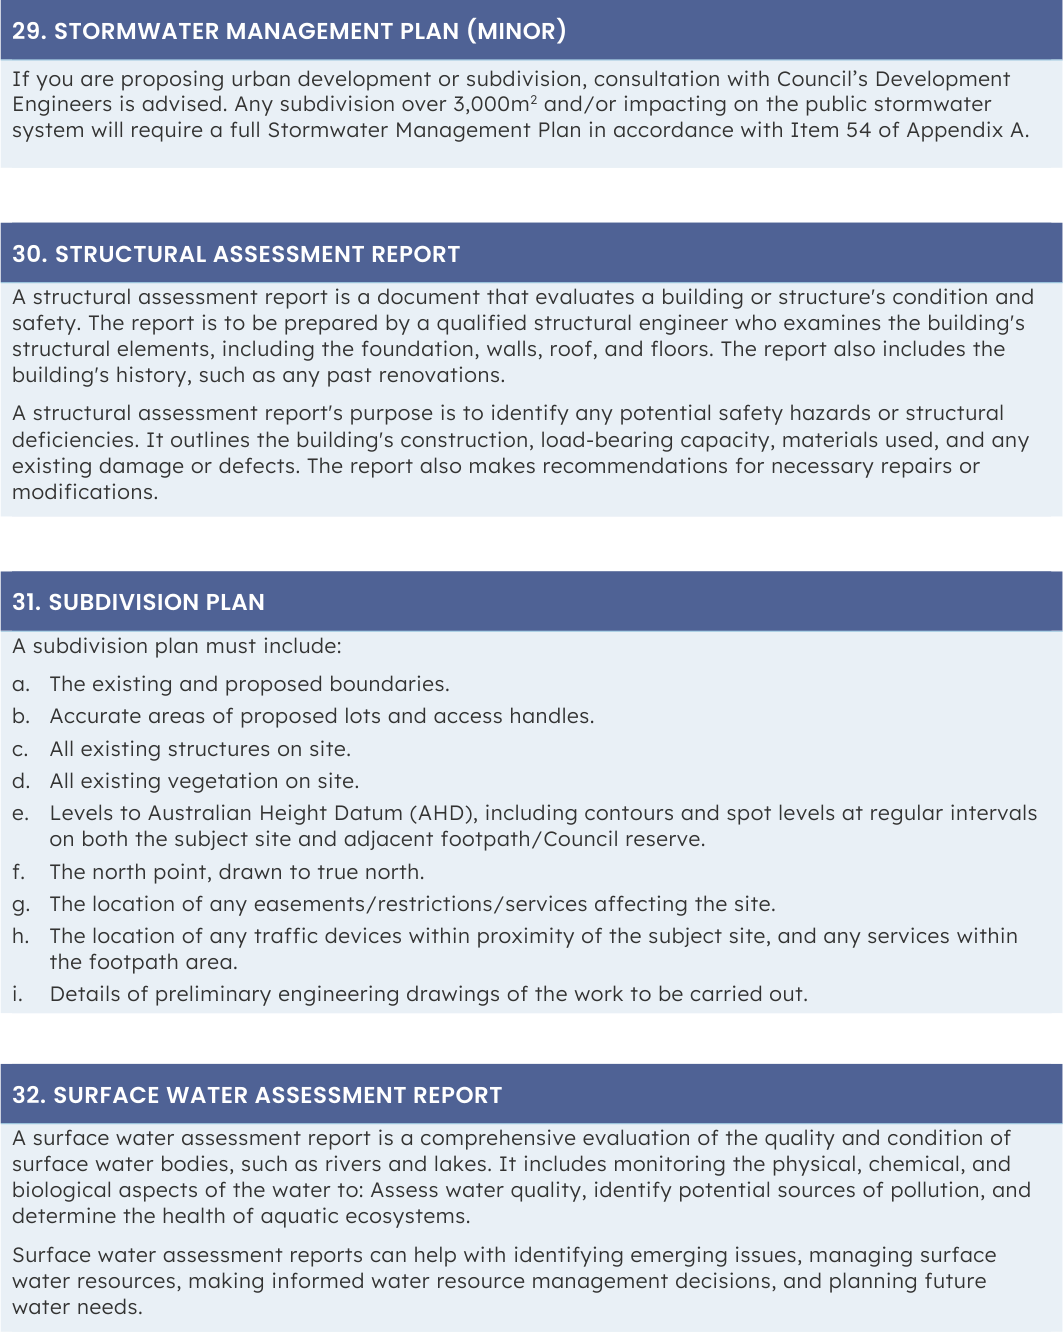 29. STORMWATER MANAGEMENT PLAN (MINOR)
If you are proposing urban development or subdivision, consultation with Council’s Development
Engineers is advised. Any subdivision over 3,000m² and/or impacting on the public stormwater
system will require a full Stormwater Management Plan in accordance with Item 54 of Appendix A.
30. STRUCTURAL ASSESSMENT REPORT
A structural assessment report is a document that evaluates a building or structure's condition and
safety. The report is to be prepared by a qualified structural engineer who examines the building's
structural elements, including the foundation, walls, roof, and floors. The report also includes the
building's history, such as any past renovations.
A structural assessment report's purpose is to identify any potential safety hazards or structural
deficiencies. It outlines the building's construction, load-bearing capacity, materials used, and any
existing damage or defects. The report also makes recommendations for necessary repairs or
modifications.
31. SUBDIVISION PLAN
A subdivision plan must include:
a. The existing and proposed boundaries.
b. Accurate areas of proposed lots and access handles.
c. All existing structures on site.
d. All existing vegetation on site.
e. Levels to Australian Height Datum (AHD), including contours and spot levels at regular intervals
on both the subject site and adjacent footpath/Council reserve.
f. The north point, drawn to true north.
g. The location of any easements/restrictions/services affecting the site.
h. The location of any traffic devices within proximity of the subject site, and any services within
the footpath area.
i. Details of preliminary engineering drawings of the work to be carried out.
32. SURFACE WATER ASSESSMENT REPORT
A surface water assessment report is a comprehensive evaluation of the quality and condition of
surface water bodies, such as rivers and lakes. It includes monitoring the physical, chemical, and
biological aspects of the water to: Assess water quality, identify potential sources of pollution, and
determine the health of aquatic ecosystems.
Surface water assessment reports can help with identifying emerging issues, managing surface
water resources, making informed water resource management decisions, and planning future
water needs.